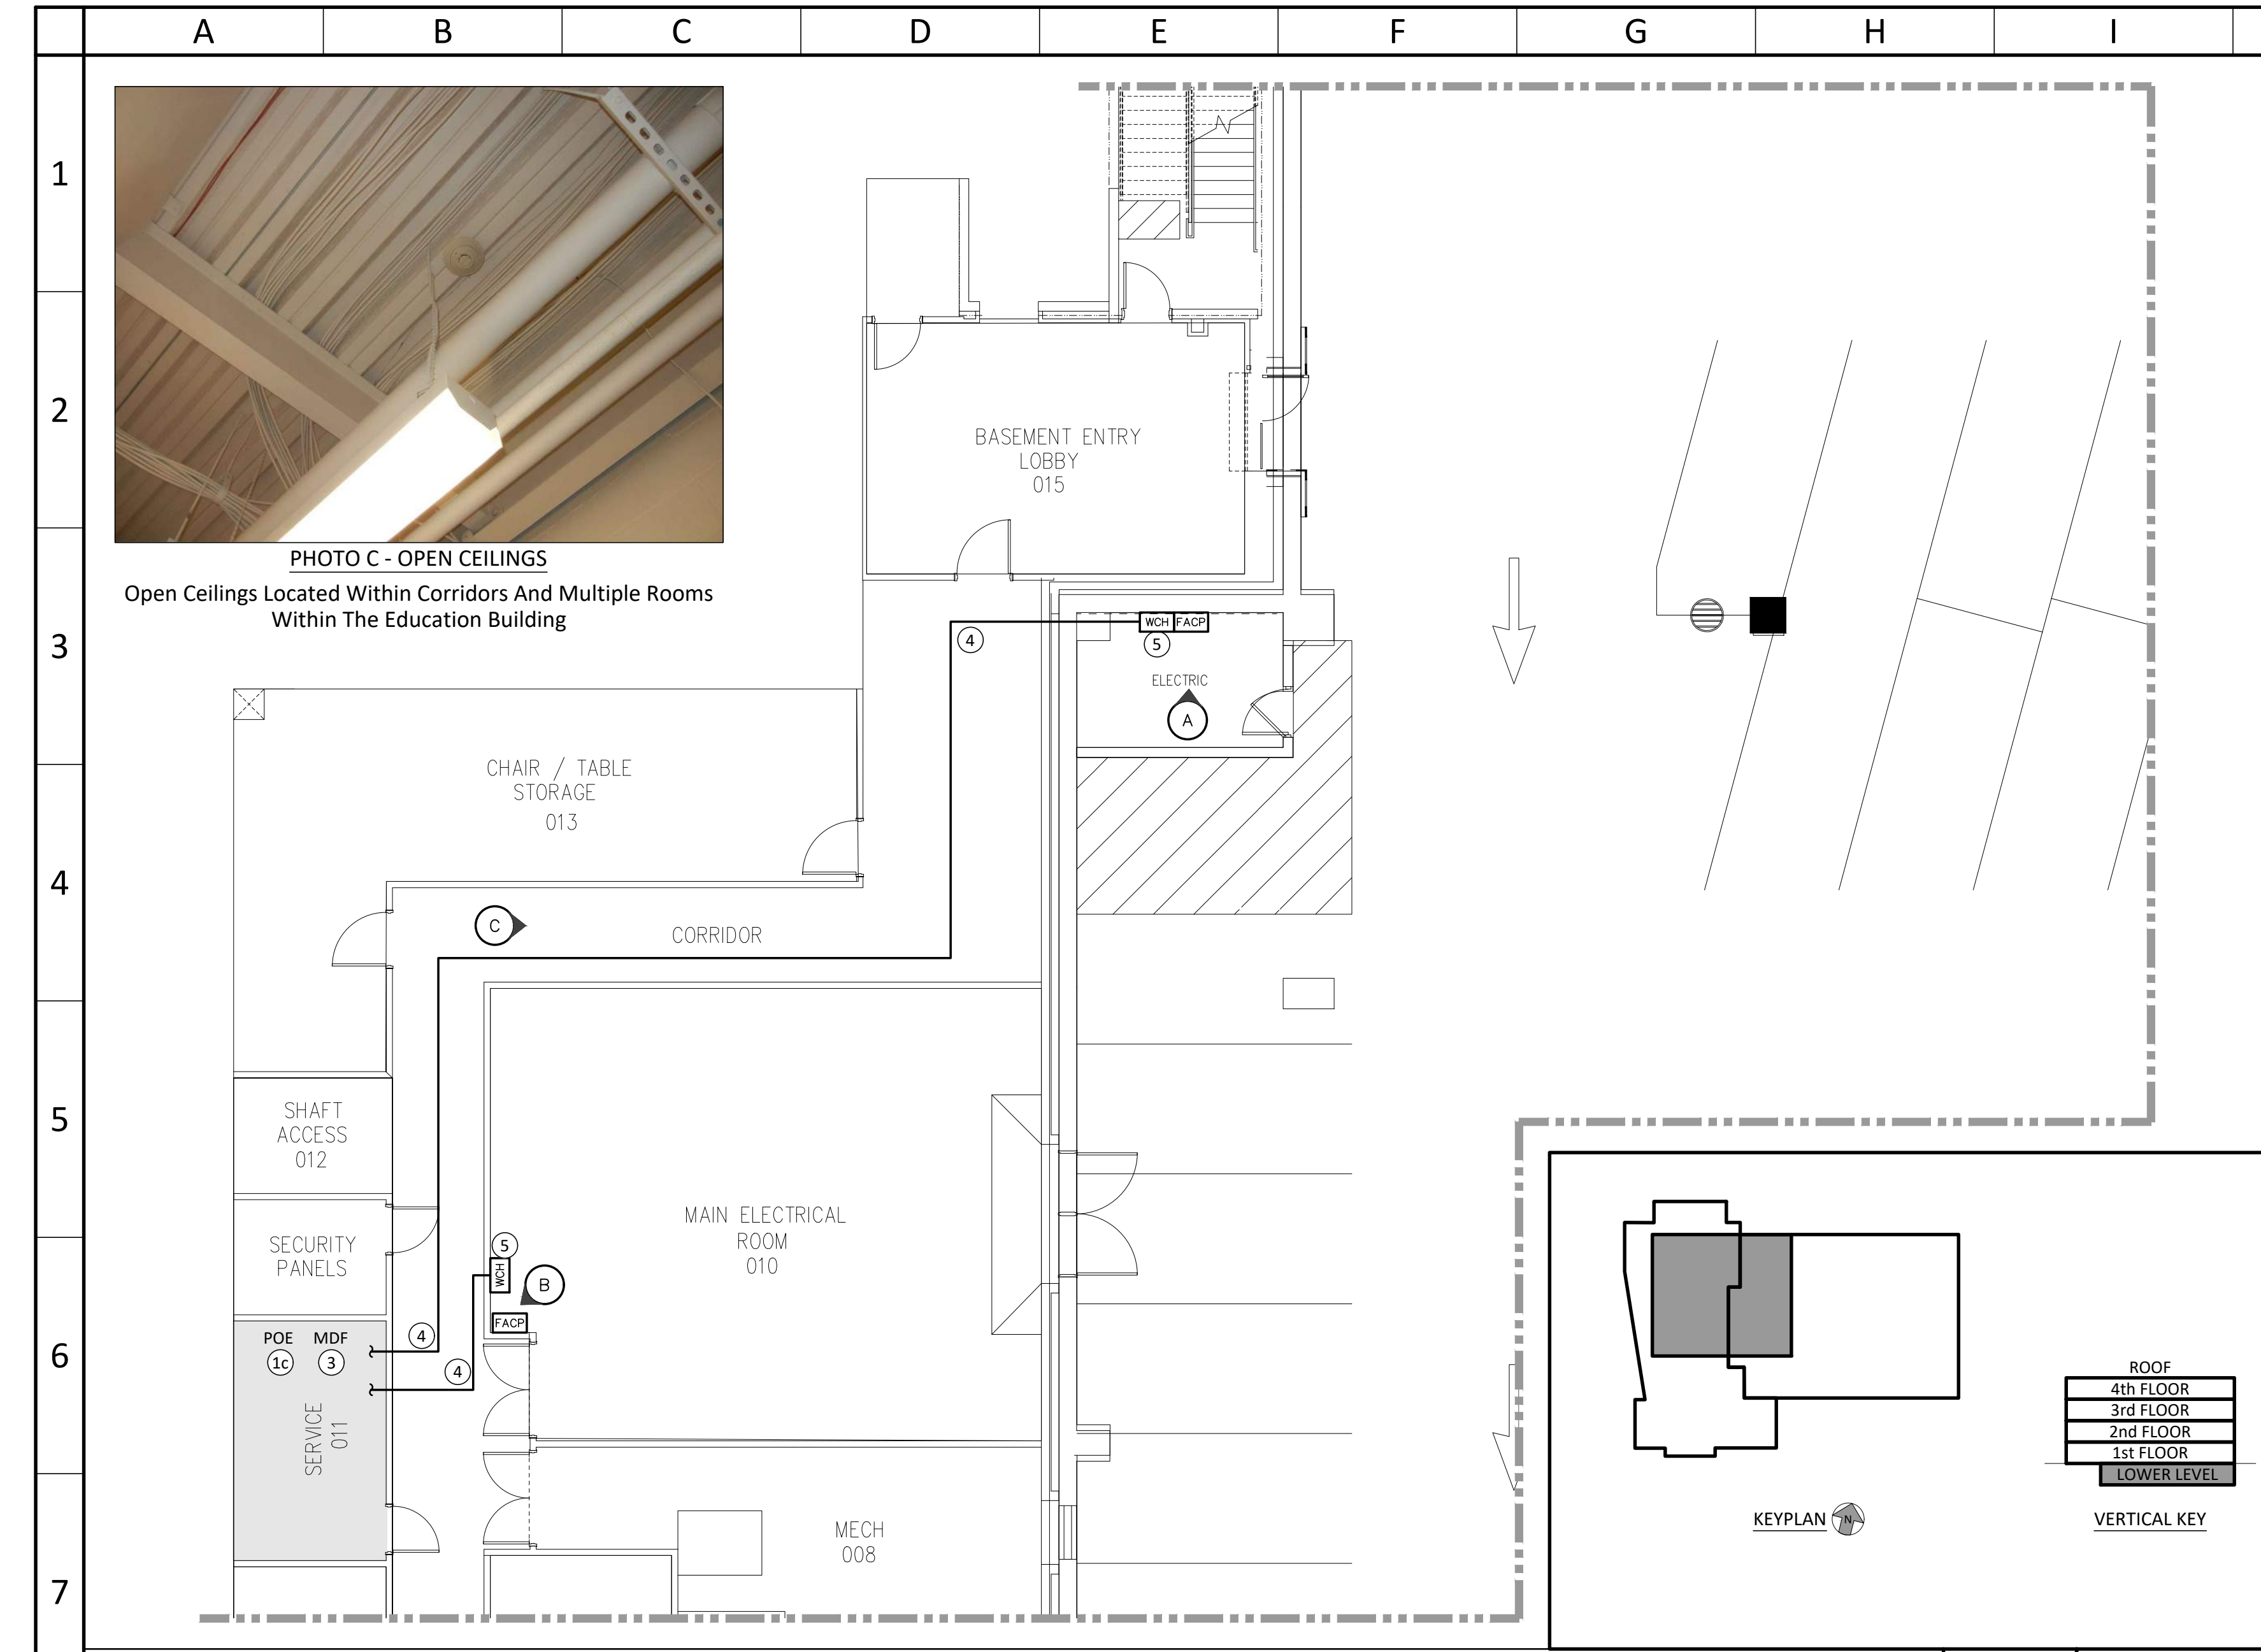 A B C D E F G H I
1
2
3
4
5
6
7
PHOTO C - OPEN CEILINGS
Open Ceilings Located Within Corridors And Multiple Rooms
Within The Education Building
BASEMENT ENTRY
LOBBY
015
WCH FACP
4
5
ELECTRIC
A
CHAIR / TABLE
STORAGE
013
C
CORRIDOR
SHAFT
ACCESS
012
SECURITY
PANELS
MAIN ELECTRICAL
ROOM
010
5
WCH
B
FACP
POE MDF
1c 3
4
4
SERVICE
011
MECH
008
KEYPLAN N
ROOF
4th FLOOR
3rd FLOOR
2nd FLOOR
1st FLOOR
LOWER LEVEL
VERTICAL KEY